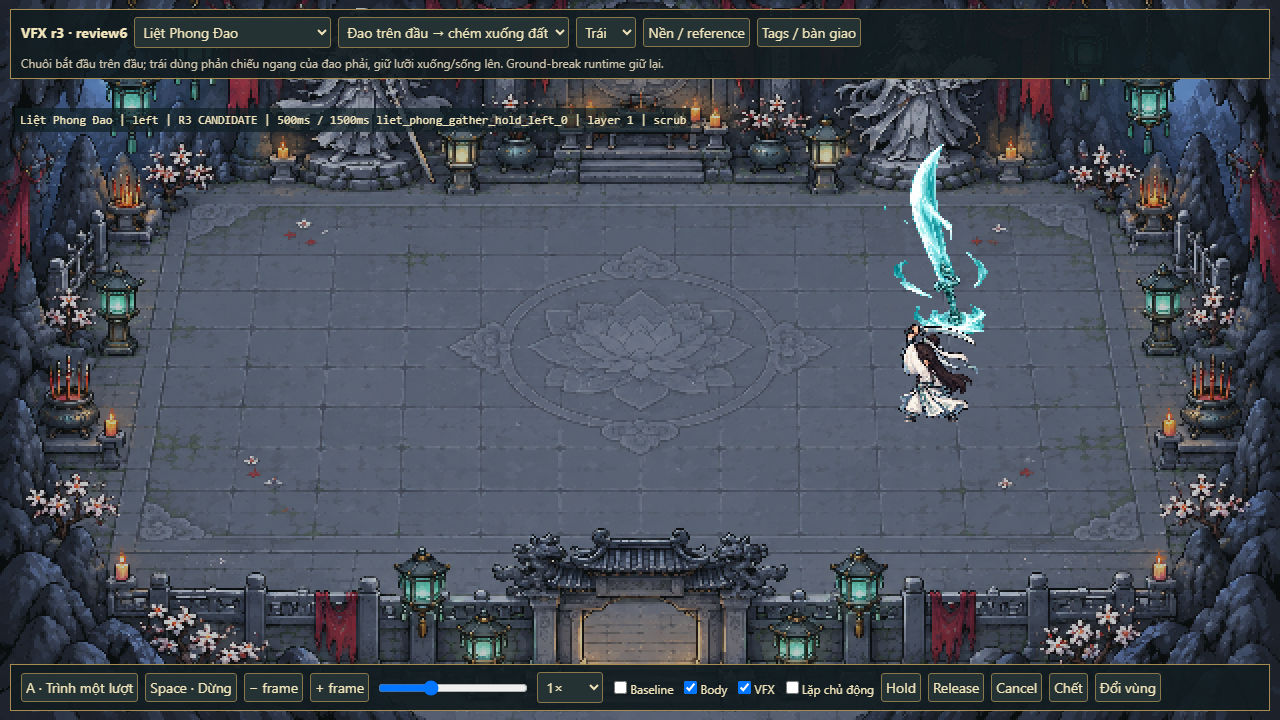 VFX r3 · review6 Liệt Phong Đao Đao trên đầu → chém xuống đất Trái Nền / reference Tags / bàn giao
Chuôi bắt đầu trên đầu; trái dùng phản chiếu ngang của đao phải, giữ lưỡi xuống/sống lên. Ground-break runtime giữ lại.
Liệt Phong Đao | left | R3 CANDIDATE | 500ms / 1500ms liet_phong_gather_hold_left_0 | layer 1 | scrub
A · Trình một lượt Space · Dừng − frame + frame 1× Baseline Body VFX Lặp chủ động Hold Release Cancel Chết Đổi vùng